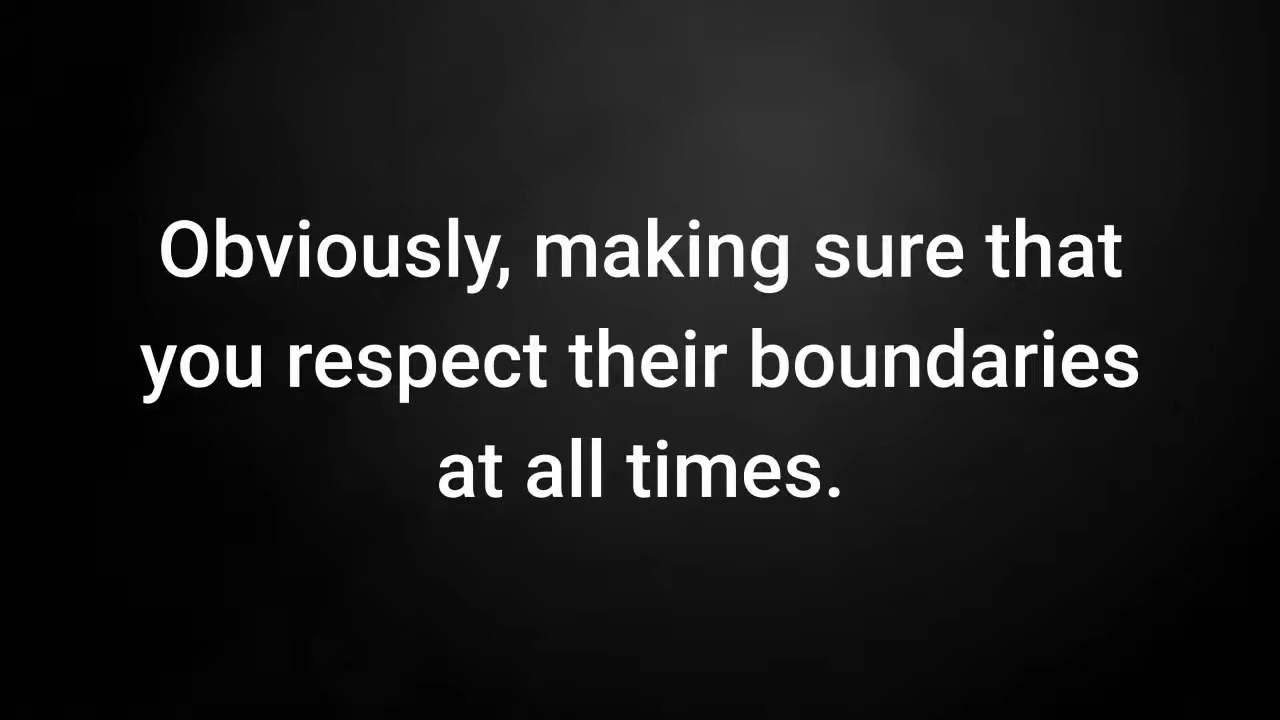 Obviously, making sure that
you respect their boundaries
at all times.